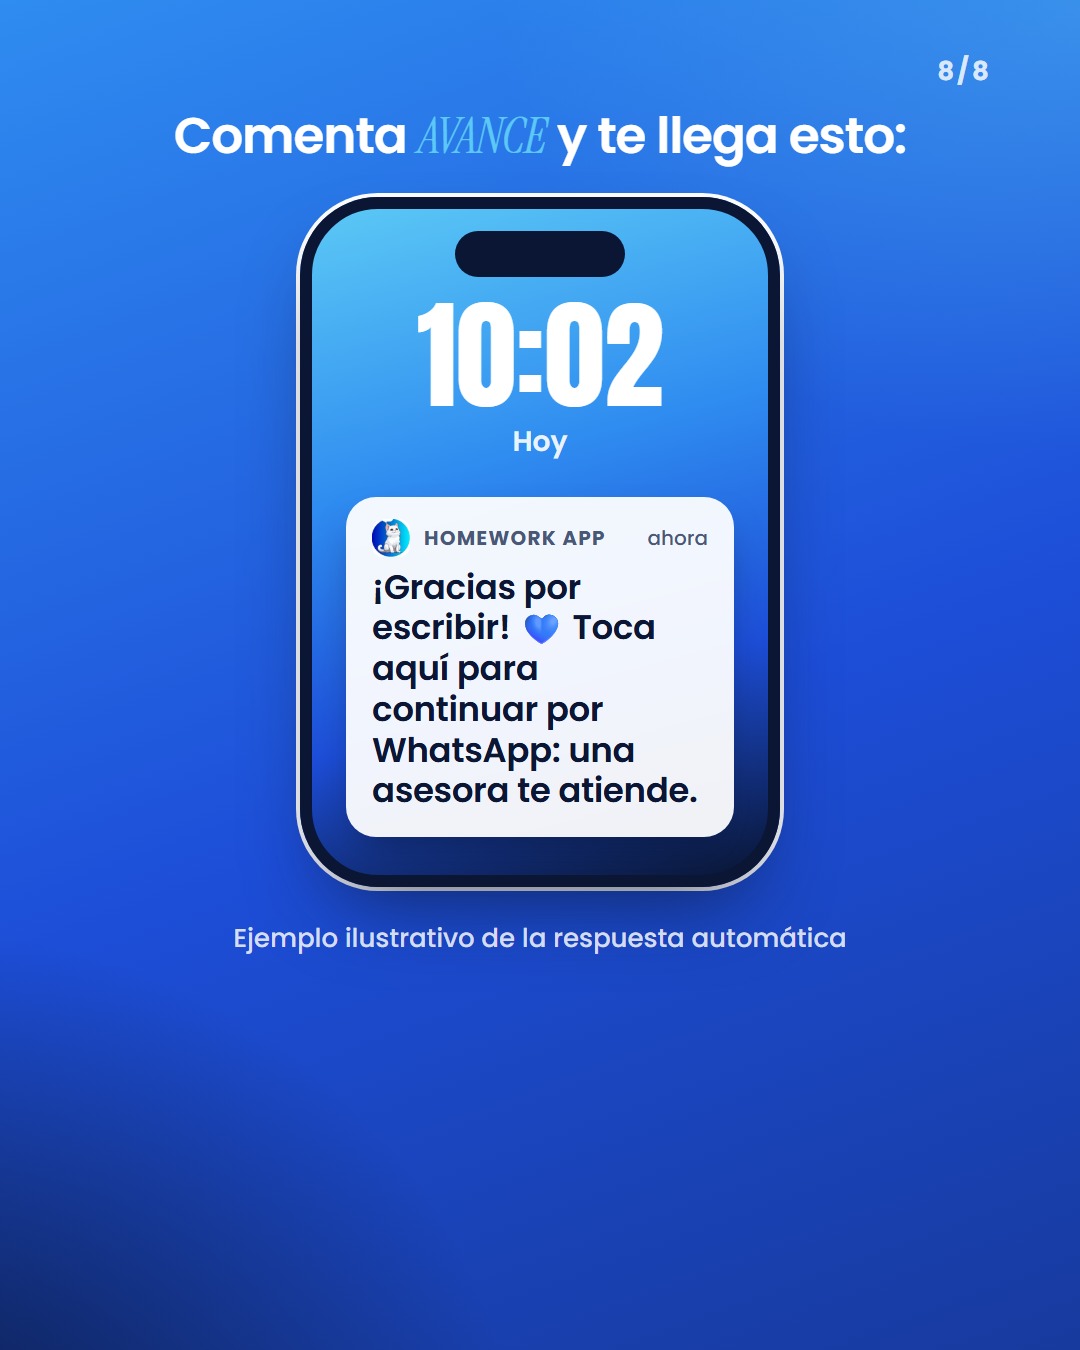 8/8
Comenta AVANCE y te llega esto:
10:02
Hoy
HOMEWORK APP ahora
¡Gracias por
escribir! 💙 Toca
aquí para
continuar por
WhatsApp: una
asesora te atiende.
Ejemplo ilustrativo de la respuesta automática